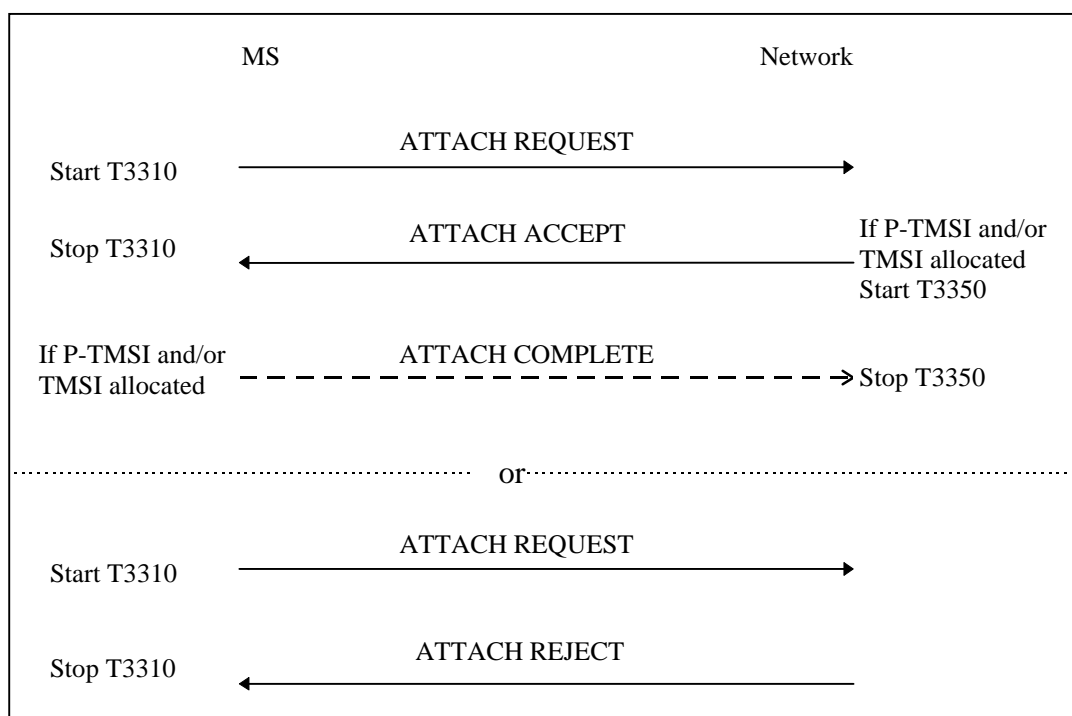 MS Network
ATTACH REQUEST
Start T3310
ATTACH ACCEPT
Stop T3310
If P-TMSI and/or
TMSI allocated
Start T3350
If P-TMSI and/or
TMSI allocated
ATTACH COMPLETE
Stop T3350
or
ATTACH REQUEST
Start T3310
ATTACH REJECT
Stop T3310